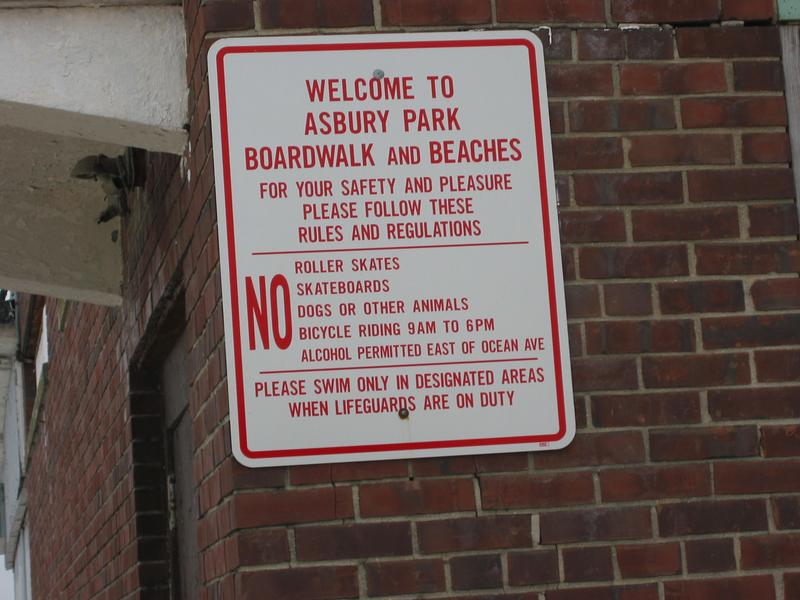 WELCOME TO
ASBURY PARK
BOARDWALK AND BEACHES
FOR YOUR SAFETY AND PLEASURE
PLEASE FOLLOW THESE
RULES AND REGULATIONS
NO
ROLLER SKATES
SKATEBOARDS
DOGS OR OTHER ANIMALS
BICYCLE RIDING 9AM TO 6PM
ALCOHOL PERMITTED EAST OF OCEAN AVE
PLEASE SWIM ONLY IN DESIGNATED AREAS
WHEN LIFEGUARDS ARE ON DUTY